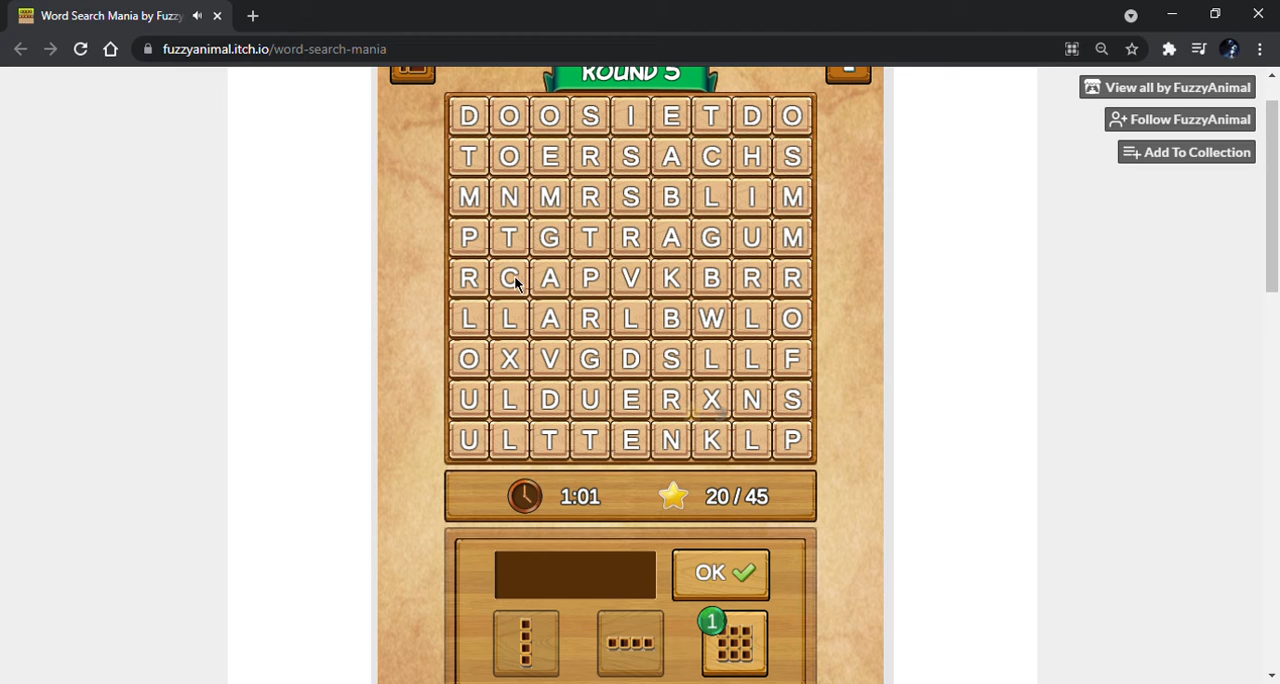 Word Search Mania by Fuzzy
fuzzyanimal.itch.io/word-search-mania
View all by FuzzyAnimal
Follow FuzzyAnimal
Add To Collection
ROUND 5
D O O S I E T D O
T O E R S A C H S
M N M R S B L I M
P T G T R A G U M
R C A P V K B R R
L L A R L B W L O
O X V G D S L L F
U L D U E R X N S
U L T T E N K L P
1:01 20 / 45
OK
1